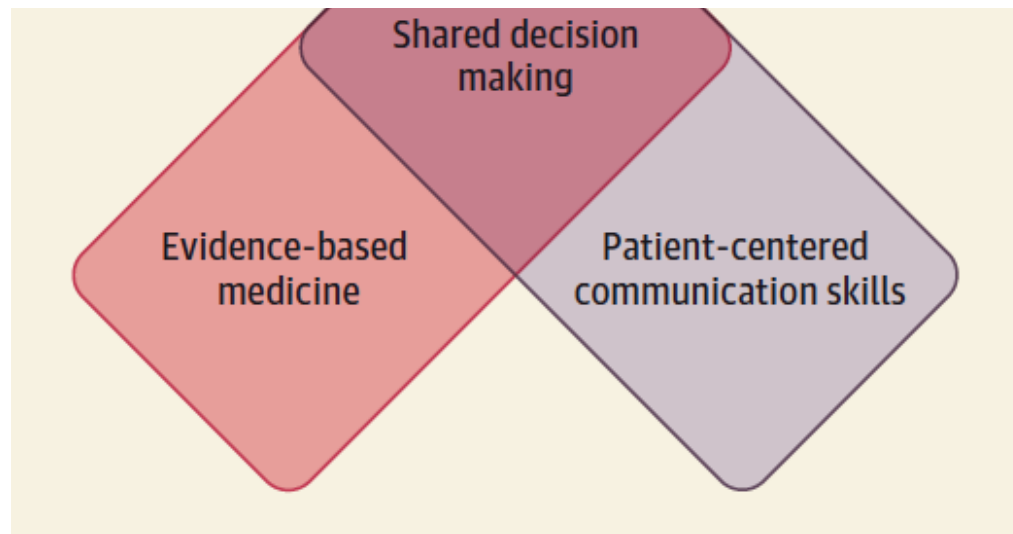 Shared decision
making
Evidence-based
medicine
Patient-centered
communication skills